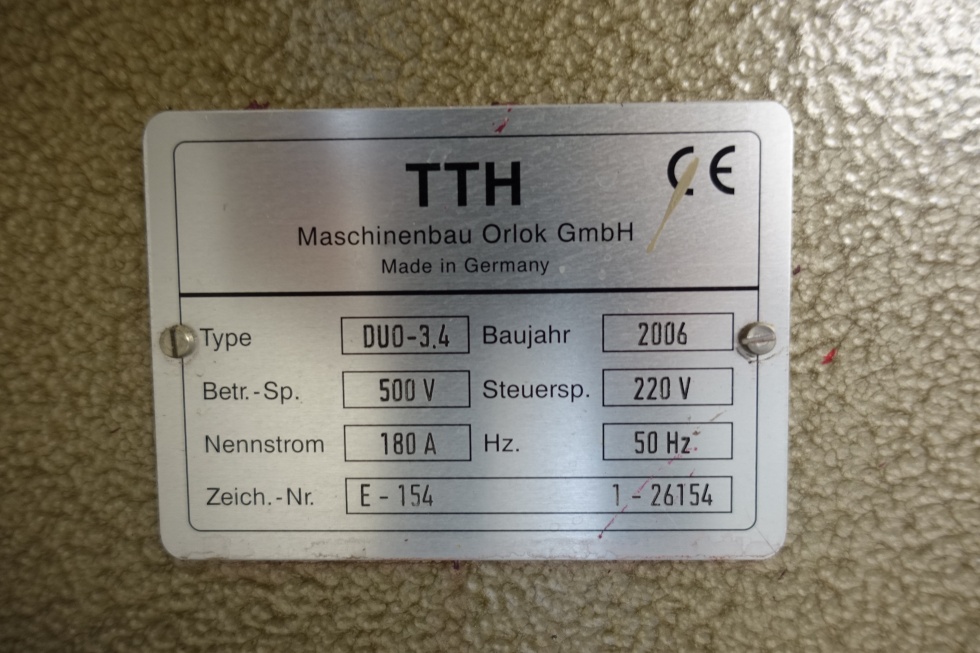 TTH CE
Maschinenbau Orlok GmbH
Made in Germany
Type DUO-3.4 Baujahr 2006
Betr.-Sp. 500 V Steuersp. 220 V
Nennstrom 180 A Hz. 50 Hz
Zeich.-Nr. E - 154 1 - 26154